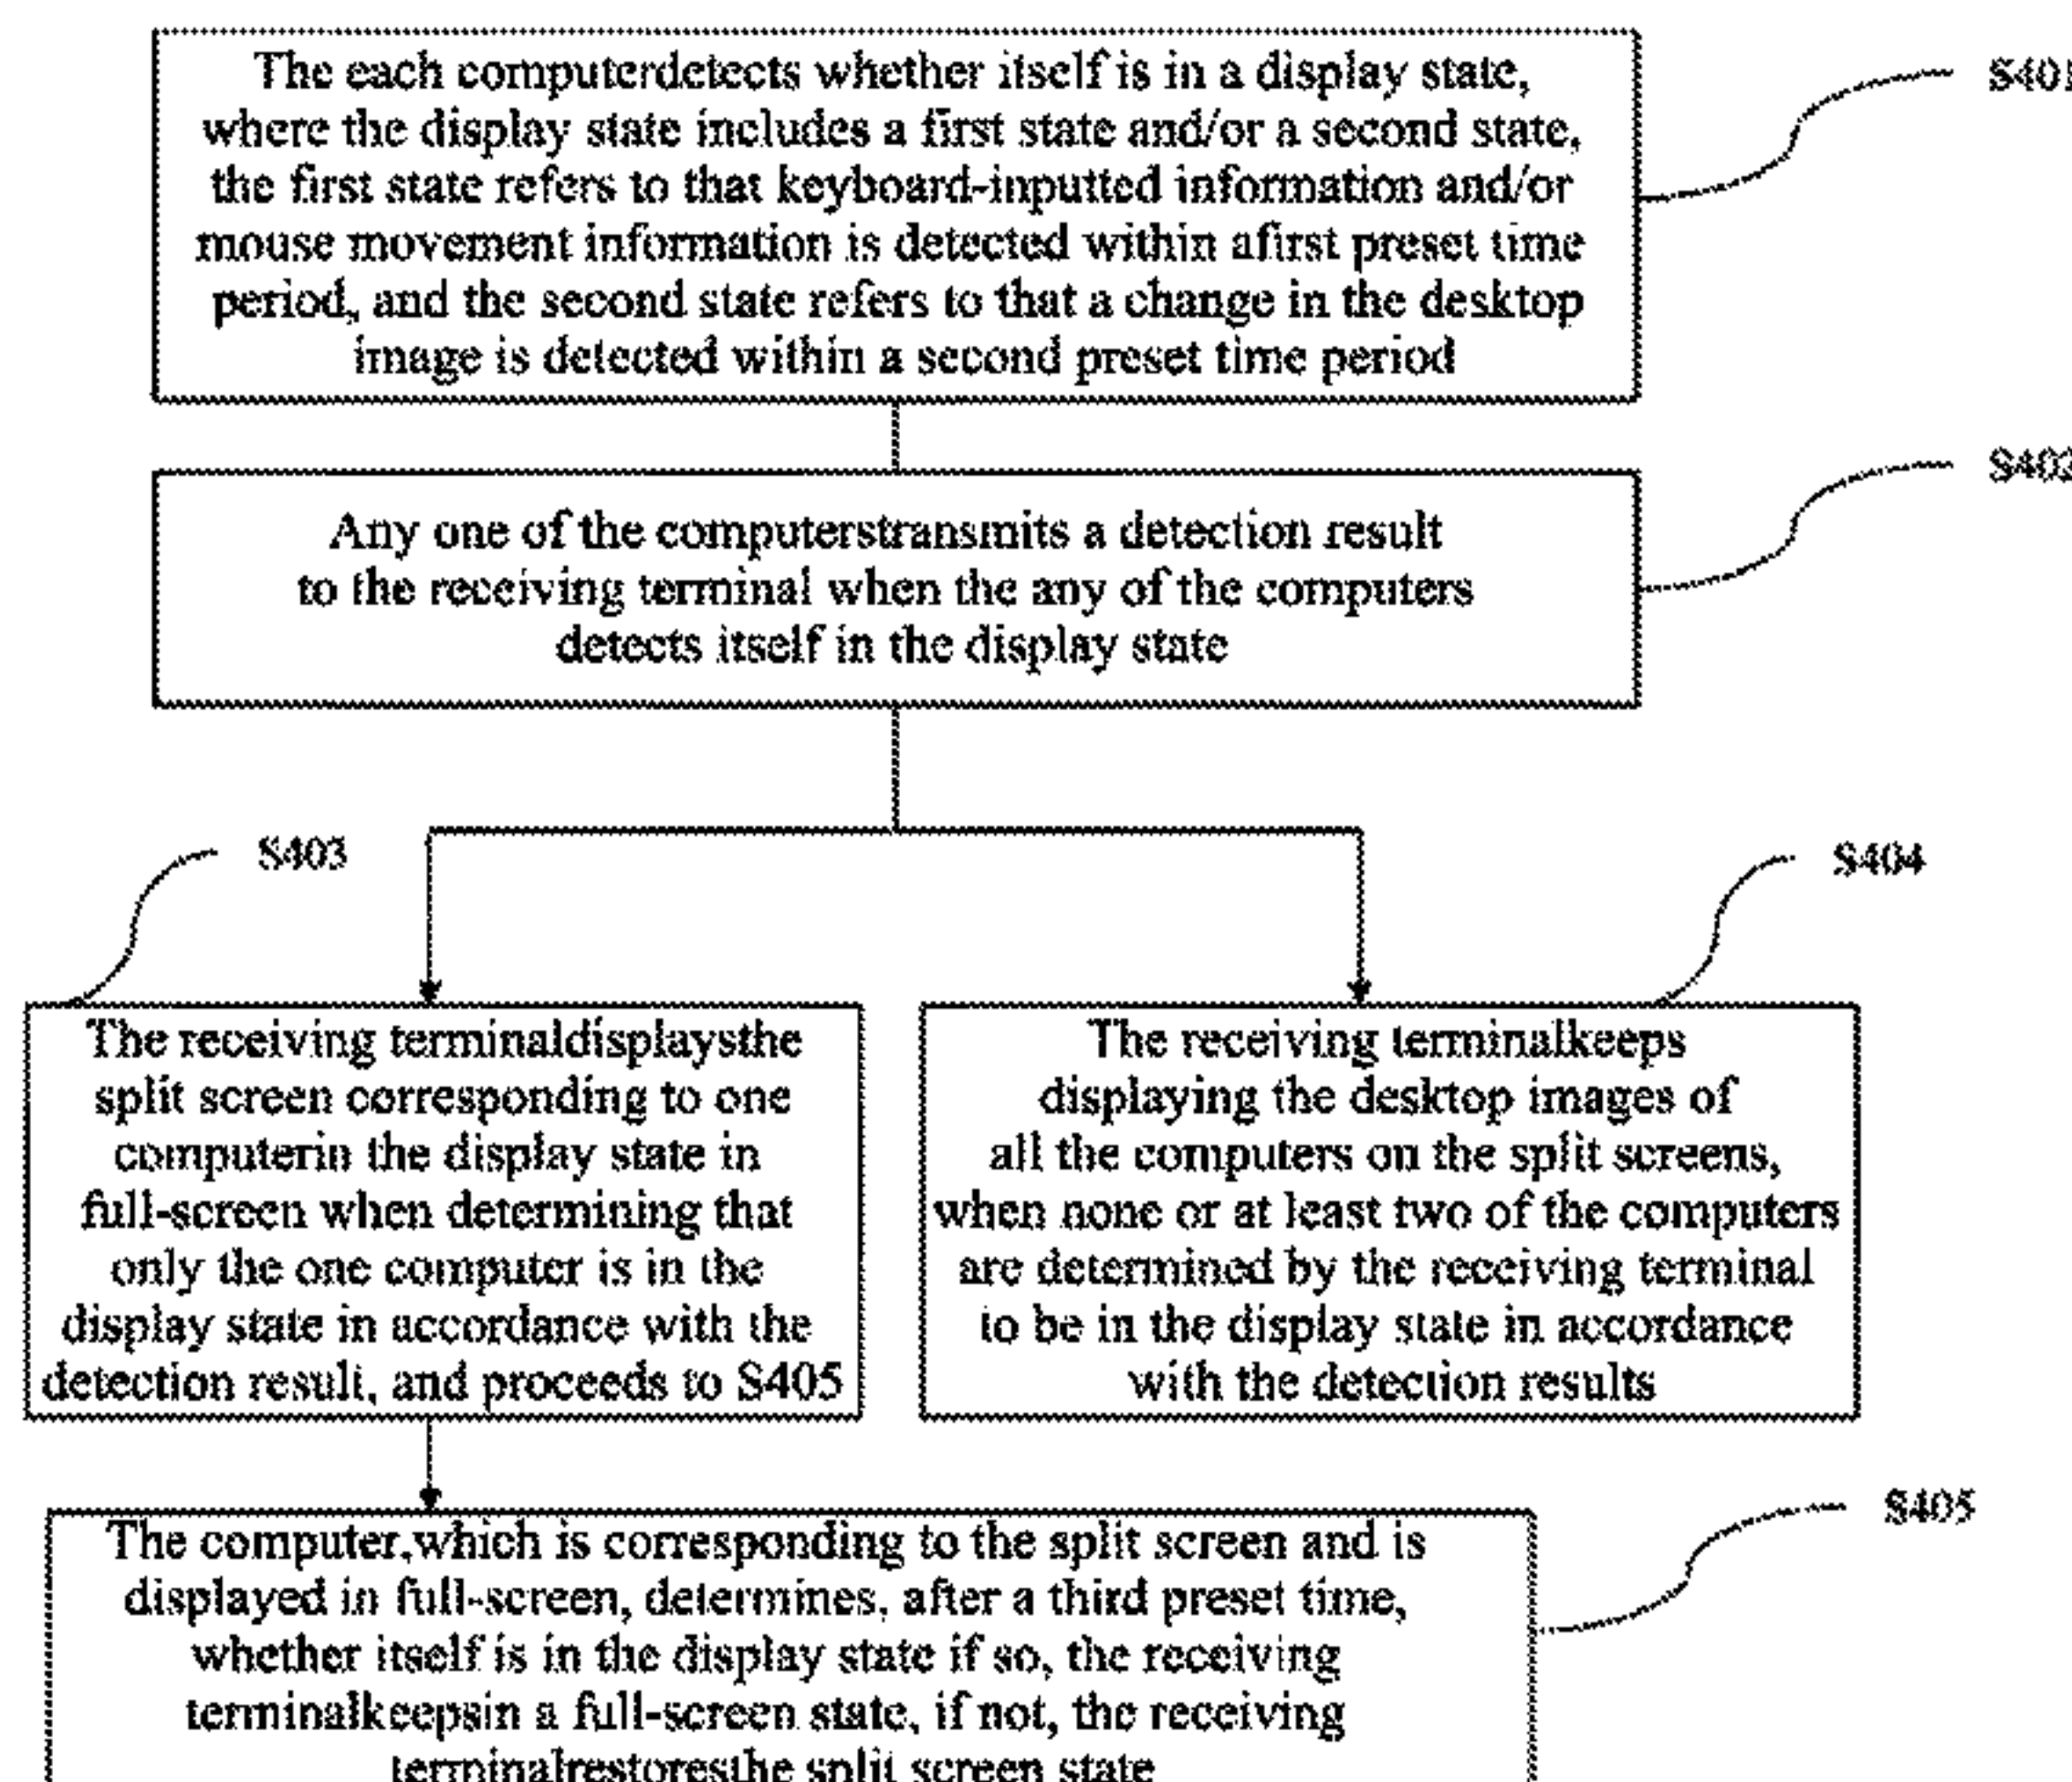 The each computerdetects whether itself is in a display state,
where the display state includes a first state and/or a second state,
the first state refers to that keyboard-inputted information and/or
mouse movement information is detected within afirst preset time
period, and the second state refers to that a change in the desktop
image is detected within a second preset time period
S401
Any one of the computerstransmits a detection result
to the receiving terminal when the any of the computers
detects itself in the display state
S402
S403
The receiving terminaldisplaysthe
split screen corresponding to one
computerin the display state in
full-screen when determining that
only the one computer is in the
display state in accordance with the
detection result, and proceeds to S405
S404
The receiving terminalkeeps
displaying the desktop images of
all the computers on the split screens,
when none or at least two of the computers
are determined by the receiving terminal
to be in the display state in accordance
with the detection results
The computer,which is corresponding to the split screen and is
displayed in full-screen, determines, after a third preset time,
whether itself is in the display state if so, the receiving
terminalkeepsin a full-screen state, if not, the receiving
terminalrestoresthe split screen state
S405